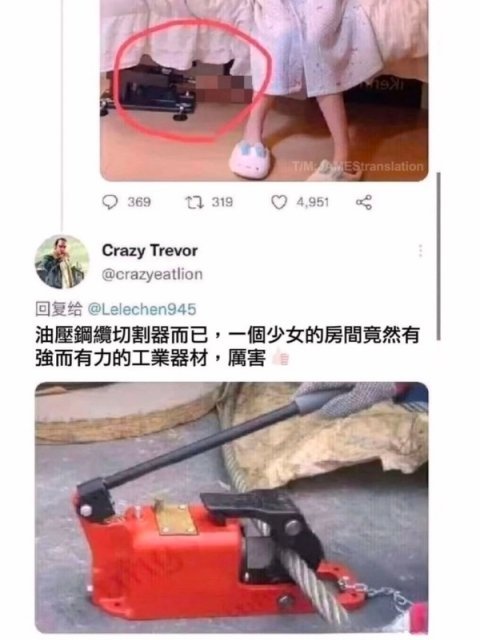 T/M:JAMEStranslation
369 319 4,951
Crazy Trevor
@crazyeatlion
回复给 @Lelechen945
油壓鋼纜切割器而已，一個少女的房間竟然有
強而有力的工業器材，厲害👍🏻